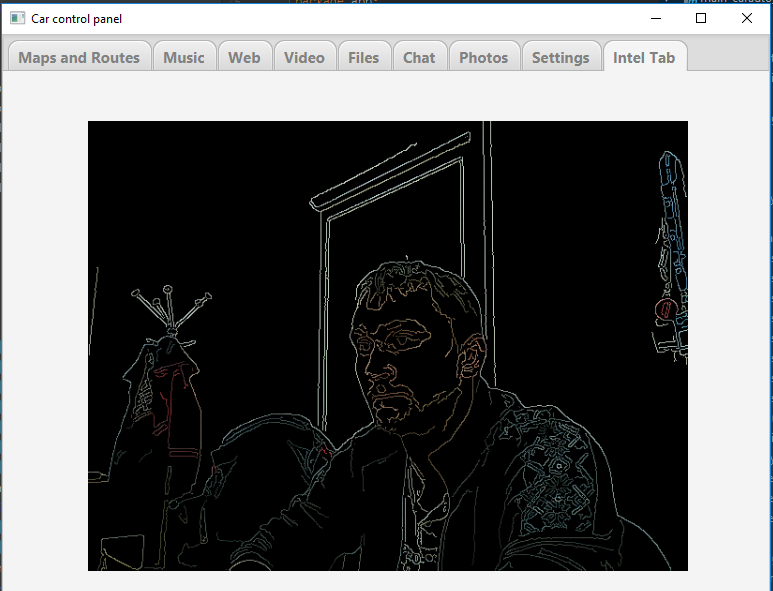 Car control panel
Maps and Routes Music Web Video Files Chat Photos Settings Intel Tab